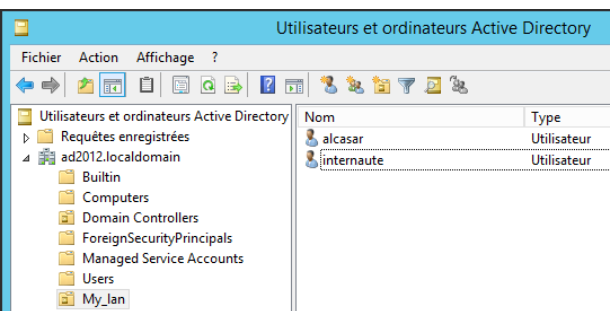 Utilisateurs et ordinateurs Active Directory
Fichier Action Affichage ?
Utilisateurs et ordinateurs Active Directory
Requêtes enregistrées
ad2012.localdomain
Builtin
Computers
Domain Controllers
ForeignSecurityPrincipals
Managed Service Accounts
Users
My_lan
Nom Type
alcasar Utilisateur
internaute Utilisateur